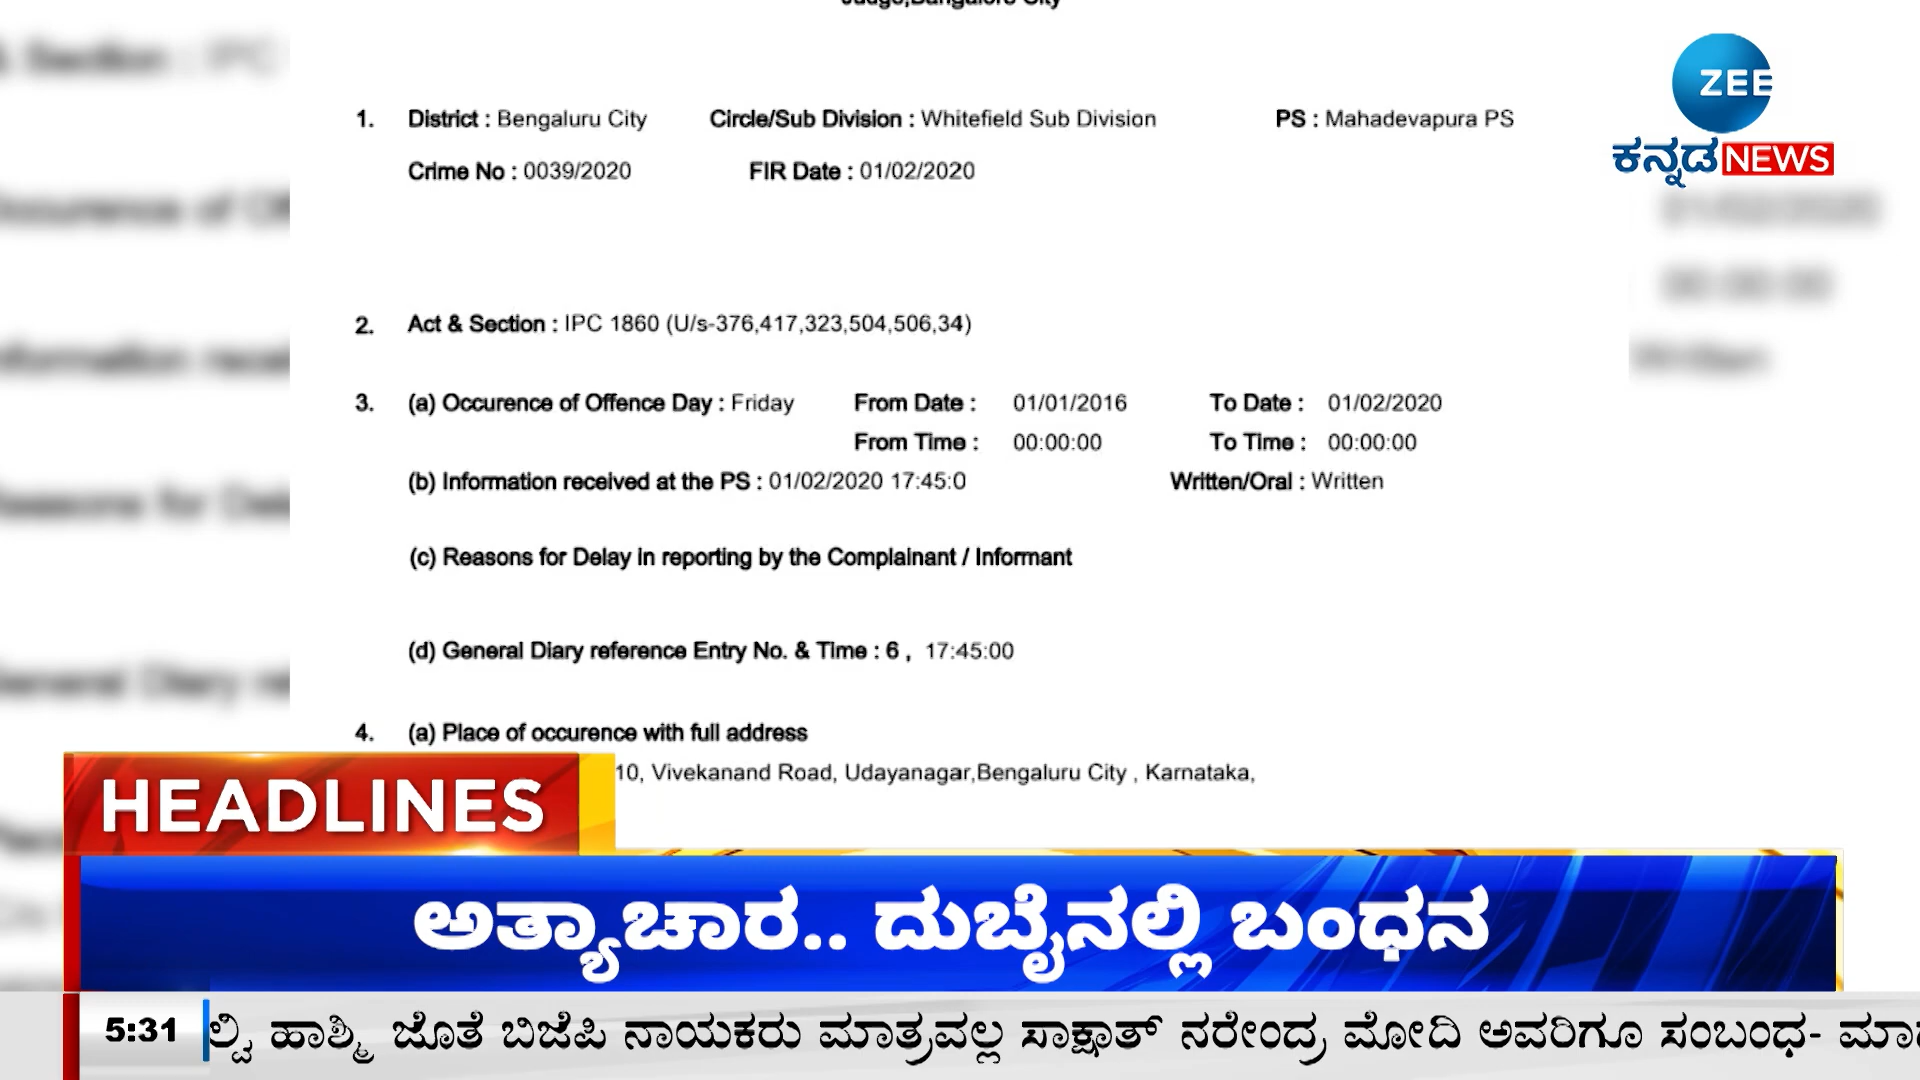 Judge,Bangalore City
ZEE
ಕನ್ನಡ NEWS
1. District : Bengaluru City Circle/Sub Division : Whitefield Sub Division PS : Mahadevapura PS
Crime No : 0039/2020 FIR Date : 01/02/2020
2. Act & Section : IPC 1860 (U/s-376,417,323,504,506,34)
3. (a) Occurence of Offence Day : Friday From Date : 01/01/2016 To Date : 01/02/2020
From Time : 00:00:00 To Time : 00:00:00
(b) Information received at the PS : 01/02/2020 17:45:0 Written/Oral : Written
(c) Reasons for Delay in reporting by the Complainant / Informant
(d) General Diary reference Entry No. & Time : 6 , 17:45:00
4. (a) Place of occurence with full address
10, Vivekanand Road, Udayanagar,Bengaluru City , Karnataka,
HEADLINES
ಅತ್ಯಾಚಾರ.. ದುಬೈನಲ್ಲಿ ಬಂಧನ
5:31 ಹಾಶ್ಮಿ ಜೊತೆ ಬಿಜೆಪಿ ನಾಯಕರು ಮಾತ್ರವಲ್ಲ ಸಾಕ್ಷಾತ್ ನರೇಂದ್ರ ಮೋದಿ ಅವರಿಗೂ ಸಂಬಂಧ-